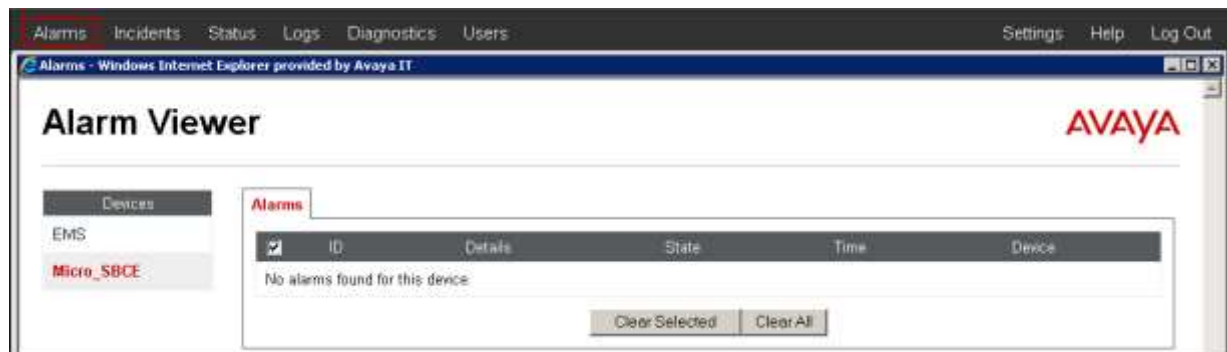 Alarms Incidents Status Logs Diagnostics Users Settings Help Log Out
Alarms - Windows Internet Explorer provided by Avaya IT
Alarm Viewer
AVAYA
Devices
EMS
Micro_SBCE
Alarms
ID Details State Time Device
No alarms found for this device.
Clear Selected Clear All